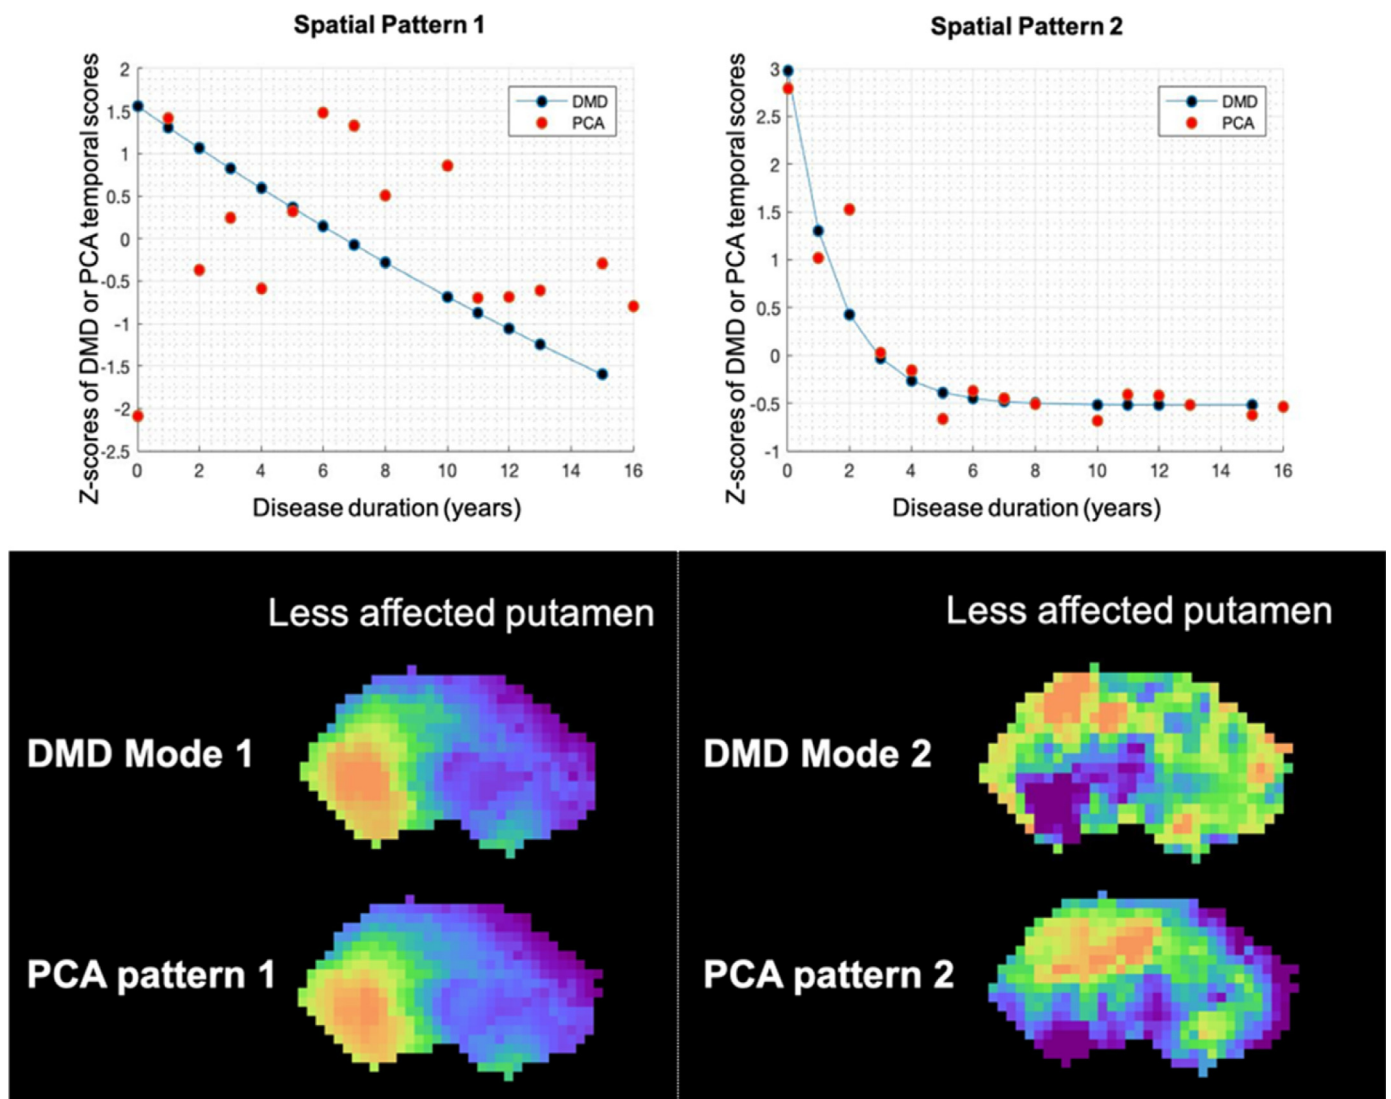 Spatial Pattern 1
Z-scores of DMD or PCA temporal scores
2
1.5
1
0.5
0
-0.5
-1
-1.5
-2
-2.5
DMD
PCA
0 2 4 6 8 10 12 14 16
Disease duration (years)
Spatial Pattern 2
Z-scores of DMD or PCA temporal scores
3
2.5
2
1.5
1
0.5
0
-0.5
-1
DMD
PCA
0 2 4 6 8 10 12 14 16
Disease duration (years)
Less affected putamen
DMD Mode 1
PCA pattern 1
Less affected putamen
DMD Mode 2
PCA pattern 2